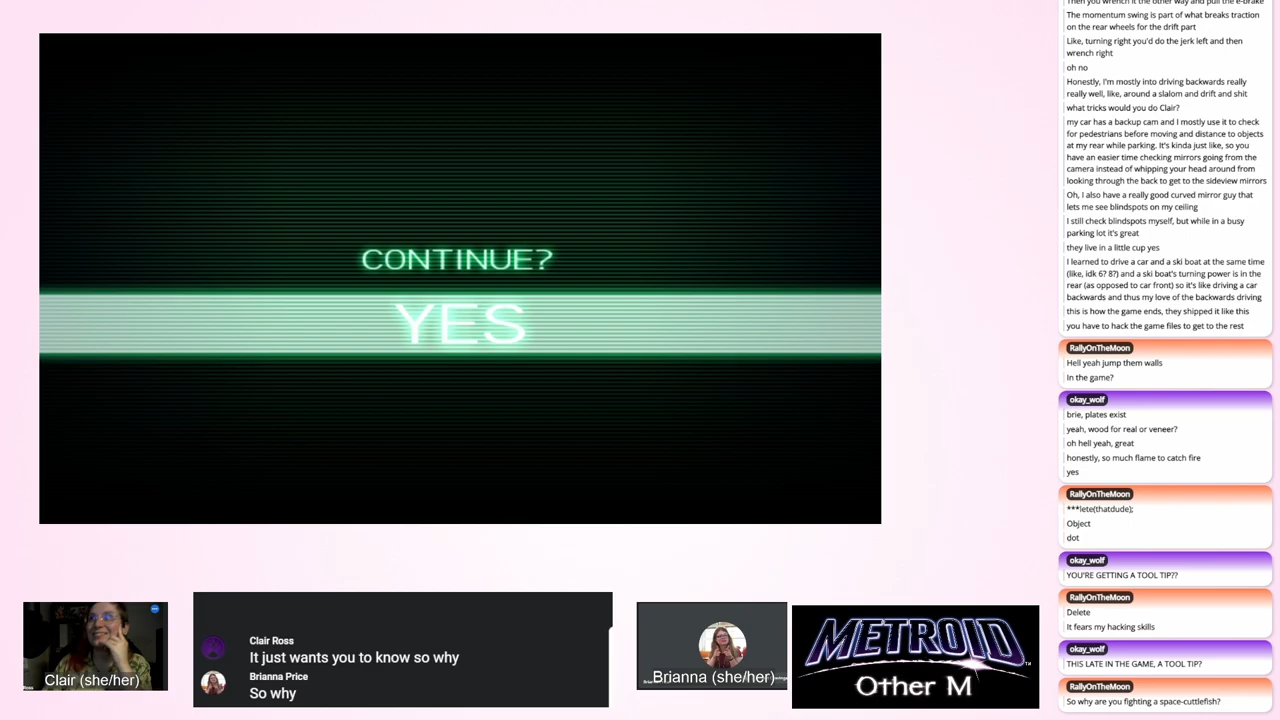 CONTINUE?
YES
Clair (she/her)
Clair Ross
It just wants you to know so why
Brianna Price
So why
Brianna (she/her)
METROID
Other M
Then you wrench it the other way and pull the e-brake
The momentum swing is part of what breaks traction
on the rear wheels for the drift part
Like, turning right you'd do the jerk left and then
wrench right
oh no
Honestly, I'm mostly into driving backwards really
really well, like, around a slalom and drift and shit
what tricks would you do Clair?
my car has a backup cam and I mostly use it to check
for pedestrians before moving and distance to objects
at my rear while parking. It's kinda just like, so you
have an easier time checking mirrors going from the
camera instead of whipping your head around from
looking through the back to get to the sideview mirrors
Oh, I also have a really good curved mirror guy that
lets me see blindspots on my ceiling
I still check blindspots myself, but while in a busy
parking lot it's great
they live in a little cup yes
I learned to drive a car and a ski boat at the same time
(like, idk 6? 8?) and a ski boat's turning power is in the
rear (as opposed to car front) so it's like driving a car
backwards and thus my love of the backwards driving
this is how the game ends, they shipped it like this
you have to hack the game files to get to the rest
RallyOnTheMoon
Hell yeah jump them walls
In the game?
okay_wolf
brie, plates exist
yeah, wood for real or veneer?
oh hell yeah, great
honestly, so much flame to catch fire
yes
RallyOnTheMoon
***lete(thatdude);
Object
dot
okay_wolf
YOU'RE GETTING A TOOL TIP??
RallyOnTheMoon
Delete
It fears my hacking skills
okay_wolf
THIS LATE IN THE GAME, A TOOL TIP?
RallyOnTheMoon
So why are you fighting a space-cuttlefish?